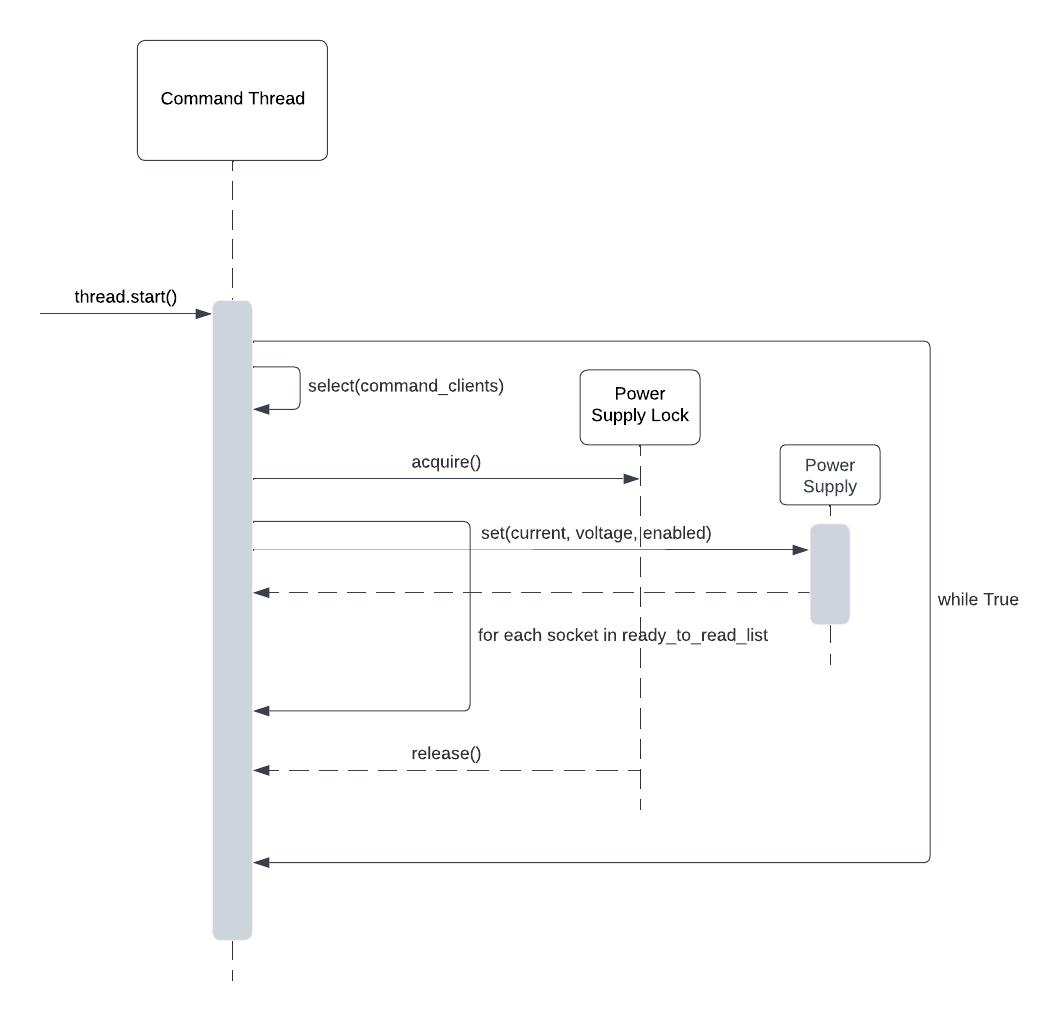 Command Thread
thread.start()
select(command_clients)
Power
Supply Lock
acquire()
Power
Supply
set(current, voltage, enabled)
while True
for each socket in ready_to_read_list
release()